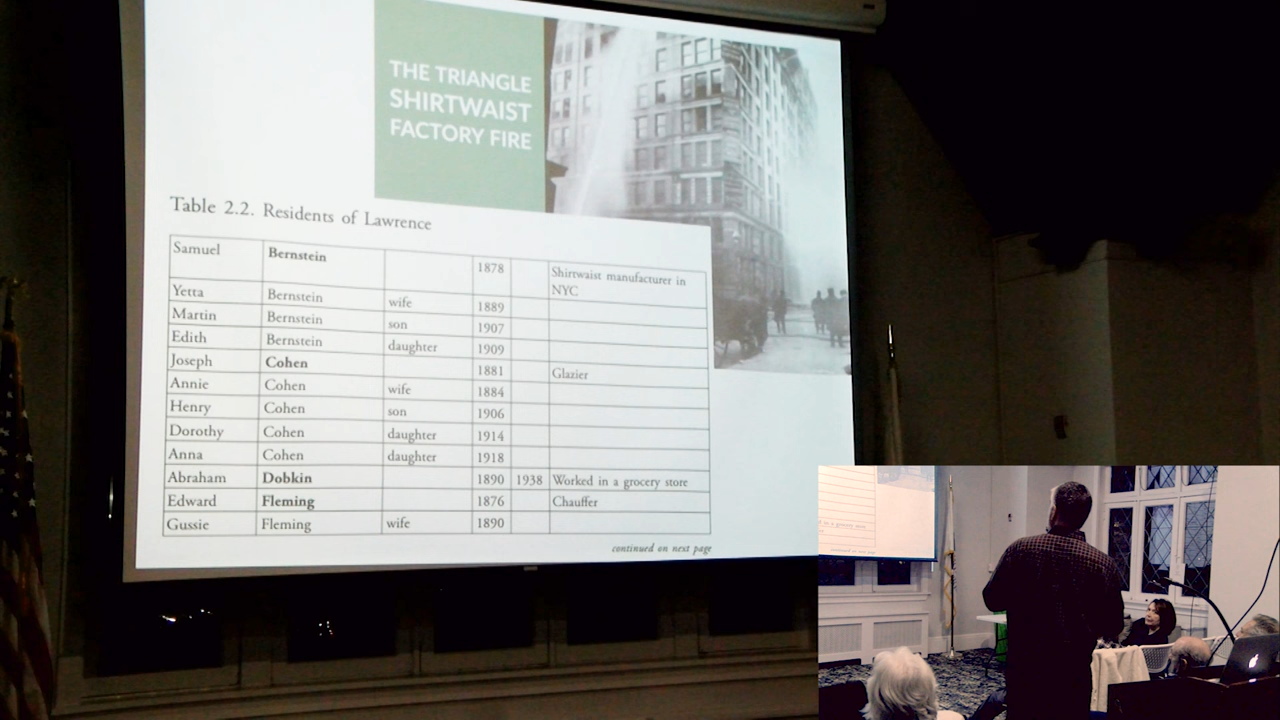 THE TRIANGLE
SHIRTWAIST
FACTORY FIRE
Table 2.2. Residents of Lawrence
Samuel Bernstein 1878 Shirtwaist manufacturer in
NYC
Yetta Bernstein wife 1889
Martin Bernstein son 1907
Edith Bernstein daughter 1909
Joseph Cohen 1881 Glazier
Annie Cohen wife 1884
Henry Cohen son 1906
Dorothy Cohen daughter 1914
Anna Cohen daughter 1918
Abraham Dobkin 1890 1938 Worked in a grocery store
Edward Fleming 1876 Chauffer
Gussie Fleming wife 1890
continued on next page